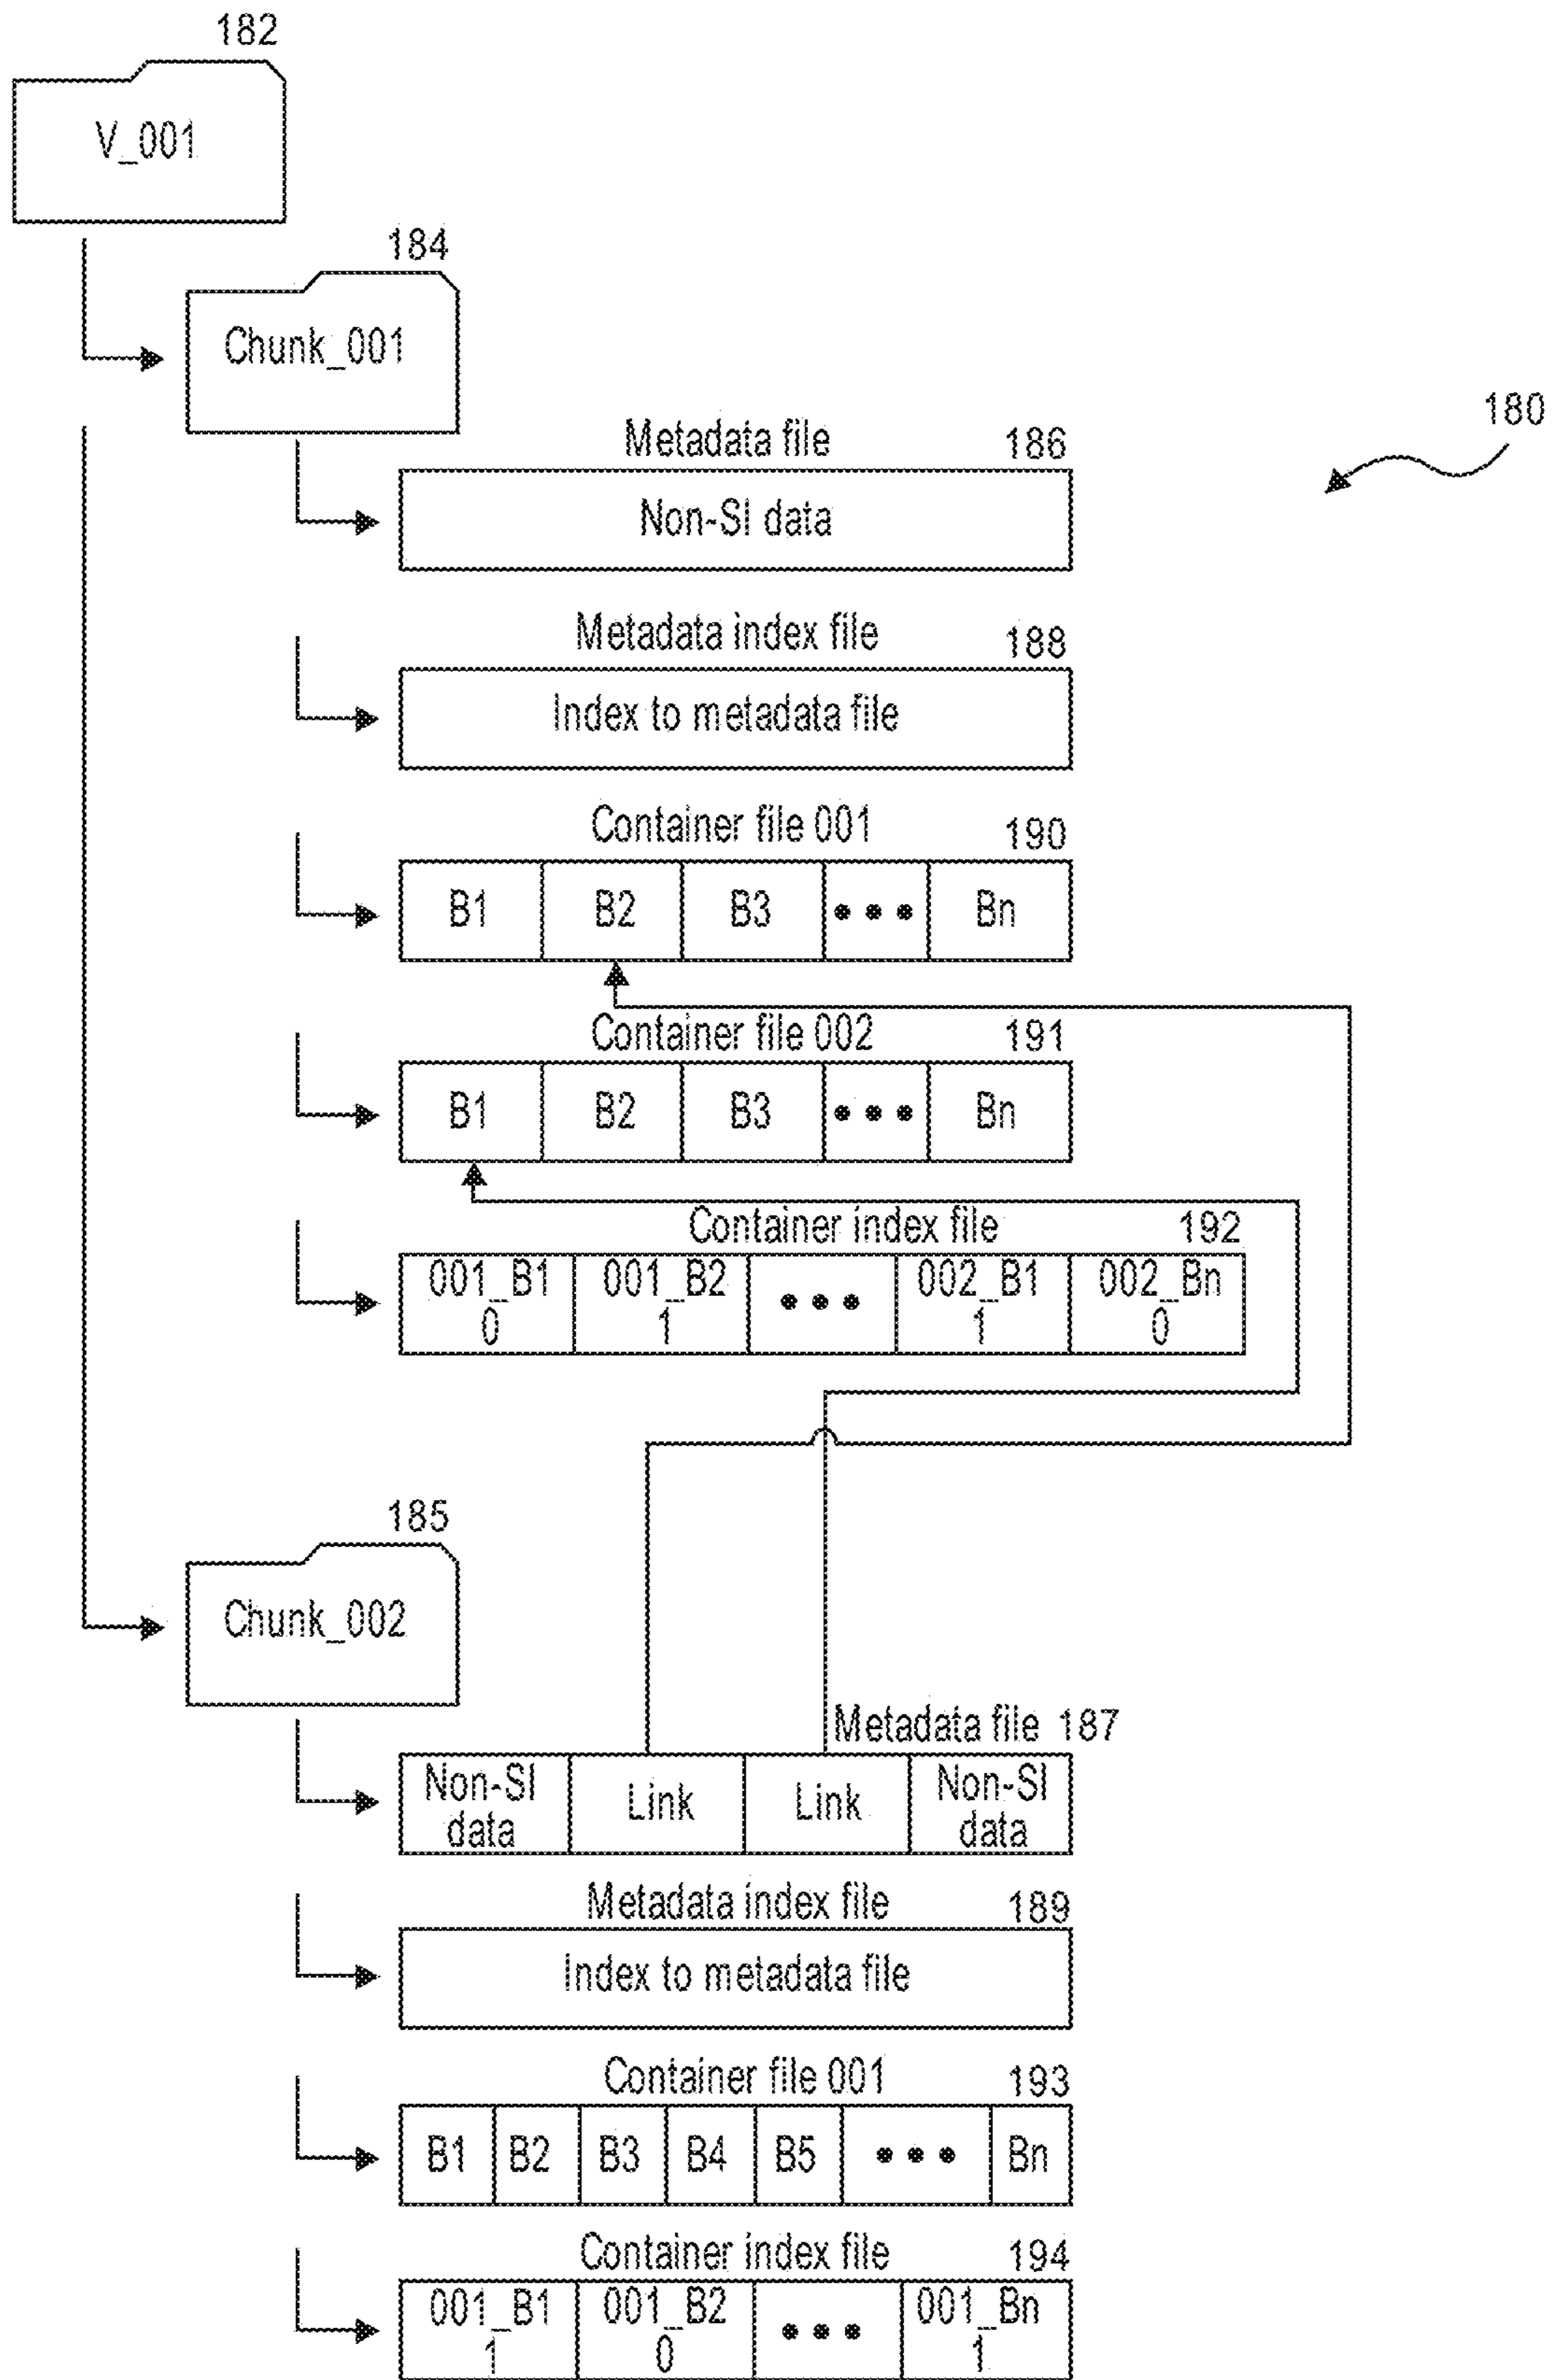 182
V_001
184
Chunk_001
180
Metadata file 186
Non-SI data
Metadata index file 188
Index to metadata file
Container file 001 190
B1 B2 B3 ••• Bn
Container file 002 191
B1 B2 B3 ••• Bn
Container index file 192
001_B1 001_B2 ••• 002_B1 002_Bn
0 1 1 0
185
Chunk_002
Metadata file 187
Non-SI Link Link Non-SI
data data
Metadata index file 189
Index to metadata file
Container file 001 193
B1 B2 B3 B4 B5 ••• Bn
Container index file 194
001_B1 001_B2 ••• 001_Bn
1 0 1